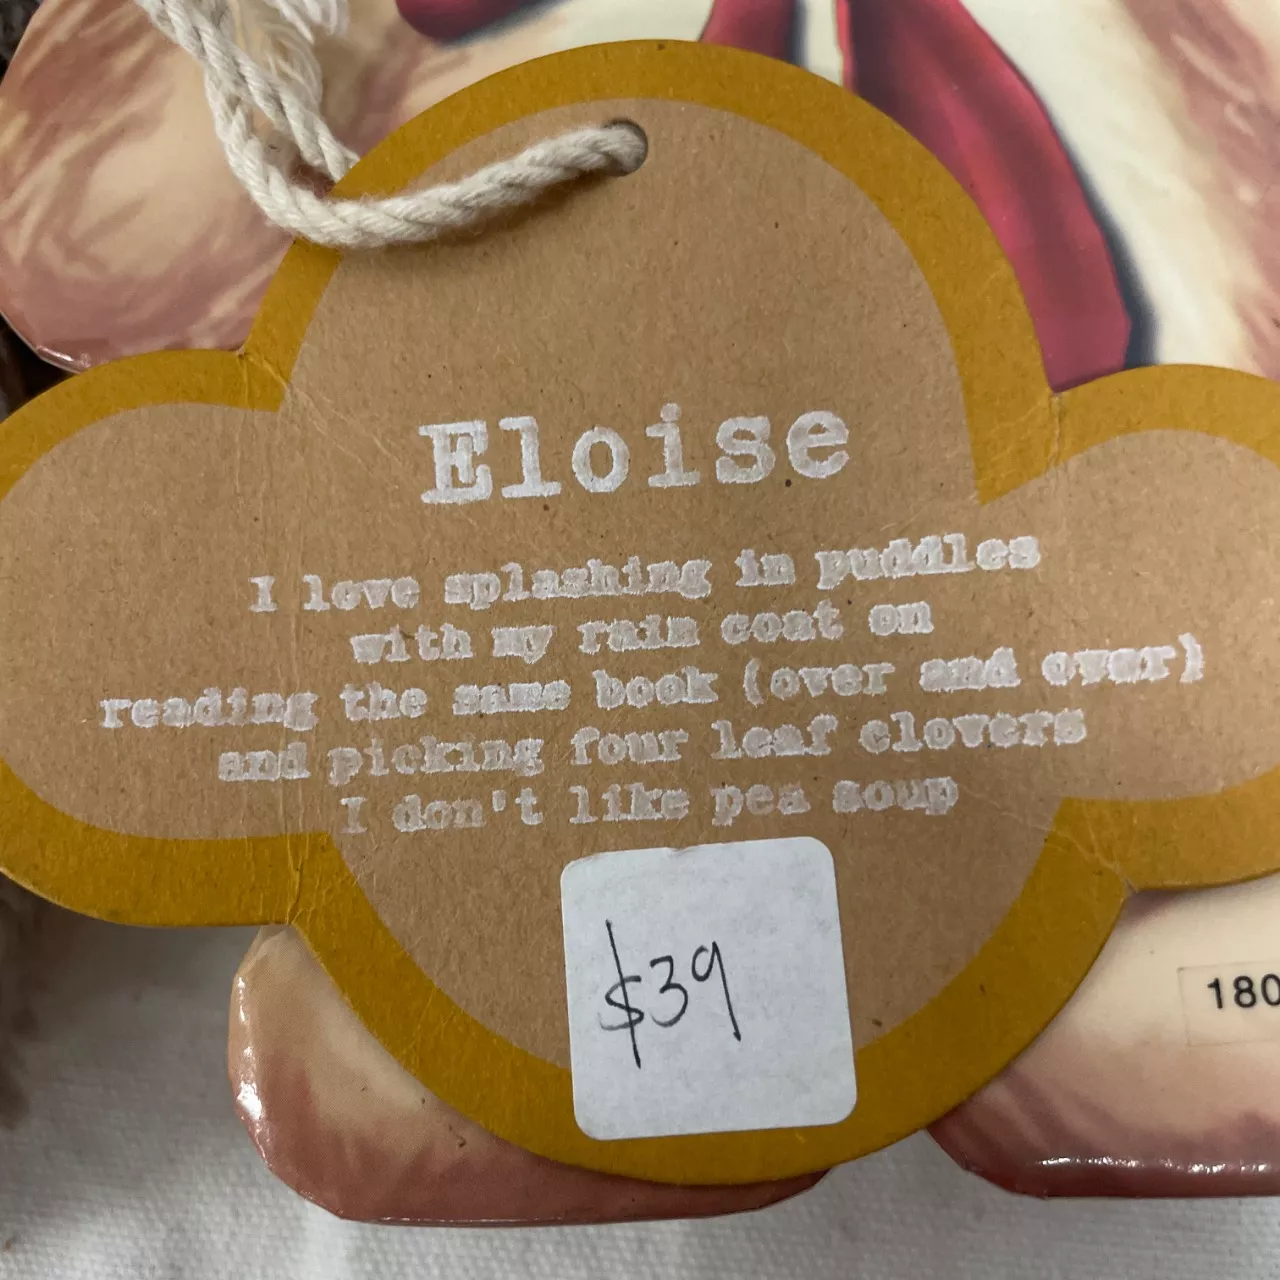 Eloise
I love splashing in puddles
with my rain coat on
reading the same book (over and over)
and picking four leaf clovers
I don't like pea soup
$39
180